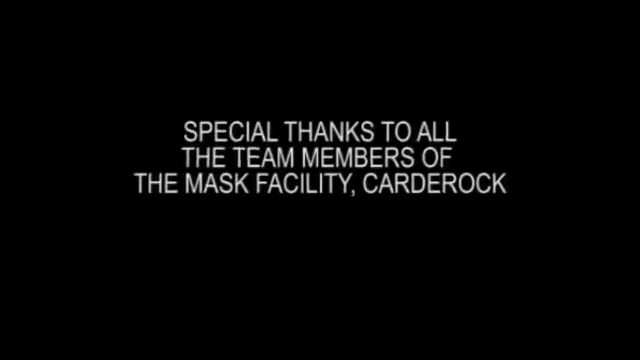 SPECIAL THANKS TO ALL
THE TEAM MEMBERS OF
THE MASK FACILITY, CARDEROCK